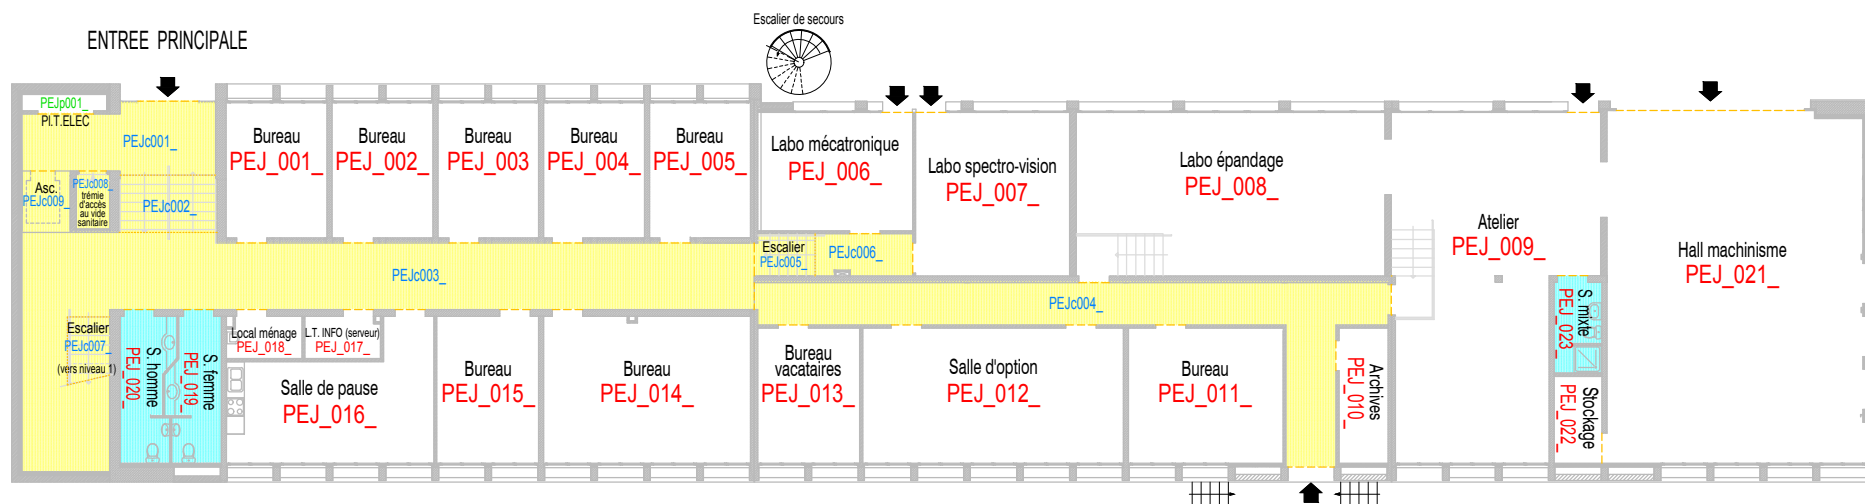 Escalier de secours
ENTREE PRINCIPALE
PEJp001_
PI.T.ELEC
PEJc001_
Bureau
PEJ_001_
Bureau
PEJ_002_
Bureau
PEJ_003
Bureau
PEJ_004_
Bureau
PEJ_005_
Labo mécatronique
PEJ_006_
Labo spectro-vision
PEJ_007_
Labo épandage
PEJ_008_
Asc.
PEJc009_
PEJc008_
trémie
d'accès
au vide
sanitaire
PEJc002_
Atelier
PEJ_009_
Hall machinisme
PEJ_021_
Escalier
PEJc005_
PEJc006_
PEJc003_
PEJc004_
S. mixte
PEJ_023_
Escalier
PEJc007_
(vers niveau 1)
S. homme
PEJ_020_
S. femme
PEJ_019_
Local ménage
PEJ_018_
L.T. INFO (serveur)
PEJ_017_
Salle de pause
PEJ_016_
Bureau
PEJ_015_
Bureau
PEJ_014_
Bureau
vacataires
PEJ_013_
Salle d'option
PEJ_012_
Bureau
PEJ_011_
Archives
PEJ_010_
Stockage
PEJ_022_